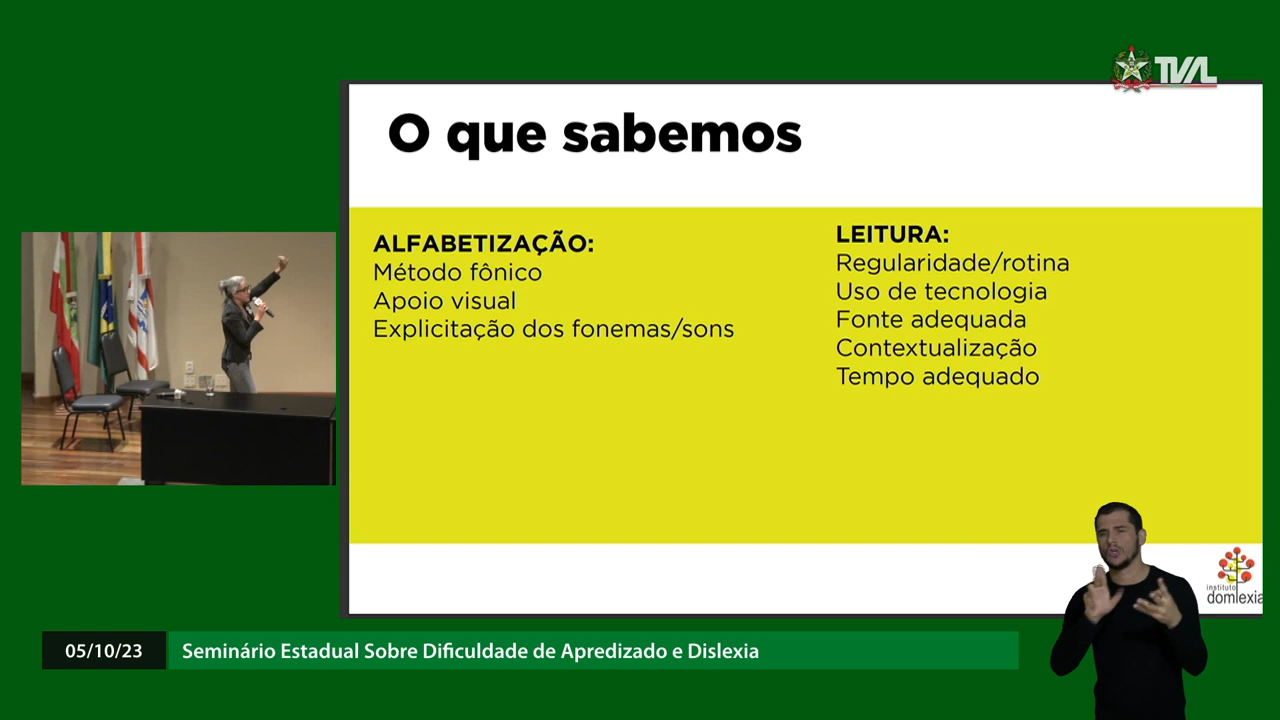 TVAL
O que sabemos
ALFABETIZAÇÃO:
Método fônico
Apoio visual
Explicitação dos fonemas/sons
LEITURA:
Regularidade/rotina
Uso de tecnologia
Fonte adequada
Contextualização
Tempo adequado
instituto
domlexia
05/10/23
Seminário Estadual Sobre Dificuldade de Apredizado e Dislexia